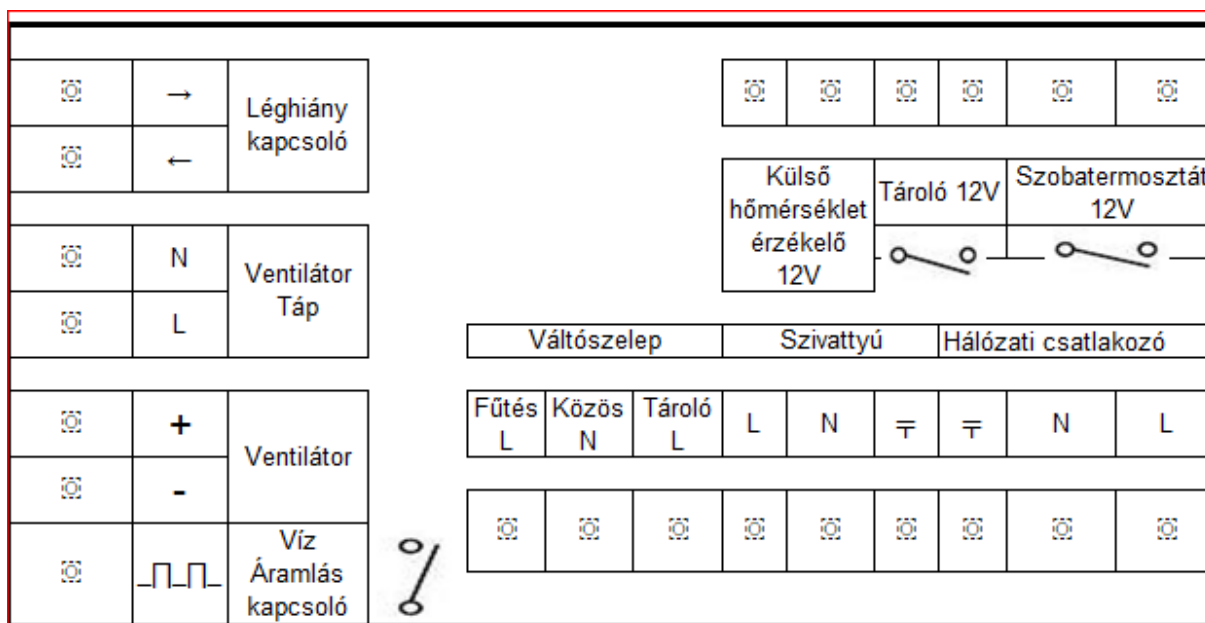 →
Léghiány
kapcsoló
←
Külső
hőmérséklet
érzékelő
12V
Tároló 12V
Szobatermosztát
12V
N
Ventilátor
Táp
L
Váltószelep
Szivattyú
Hálózati csatlakozó
Fűtés
L
Közös
N
Tároló
L
L
N
N
L
+
Ventilátor
-
Víz
Áramlás
kapcsoló